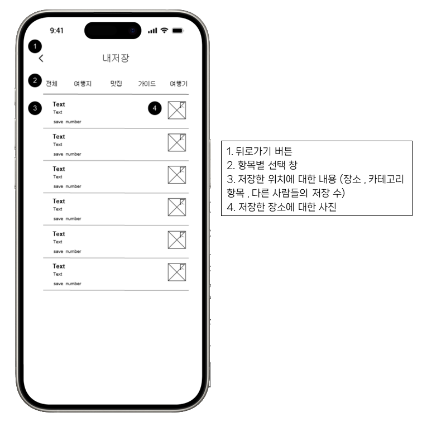 9:41
1
<
내저장
2
전체 여행지 맛집 가이드 여행기
3
Text
4
Text
save number
Text
Text
save number
Text
Text
save number
Text
Text
save number
Text
Text
save number
Text
Text
save number
1. 뒤로가기 버튼
2. 항목별 선택 창
3. 저장한 위치에 대한 내용 (장소 , 카테고리
항목 , 다른 사람들의 저장 수)
4. 저장한 장소에 대한 사진